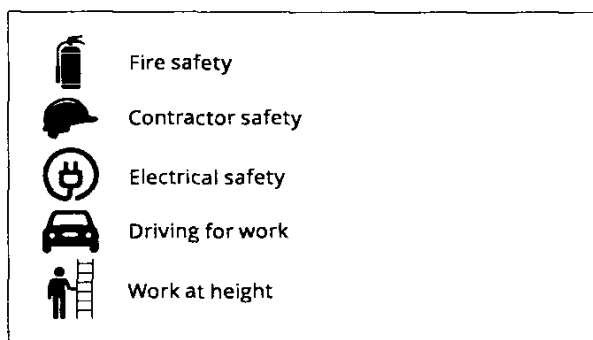 Fire safety
Contractor safety
Electrical safety
Driving for work
Work at height